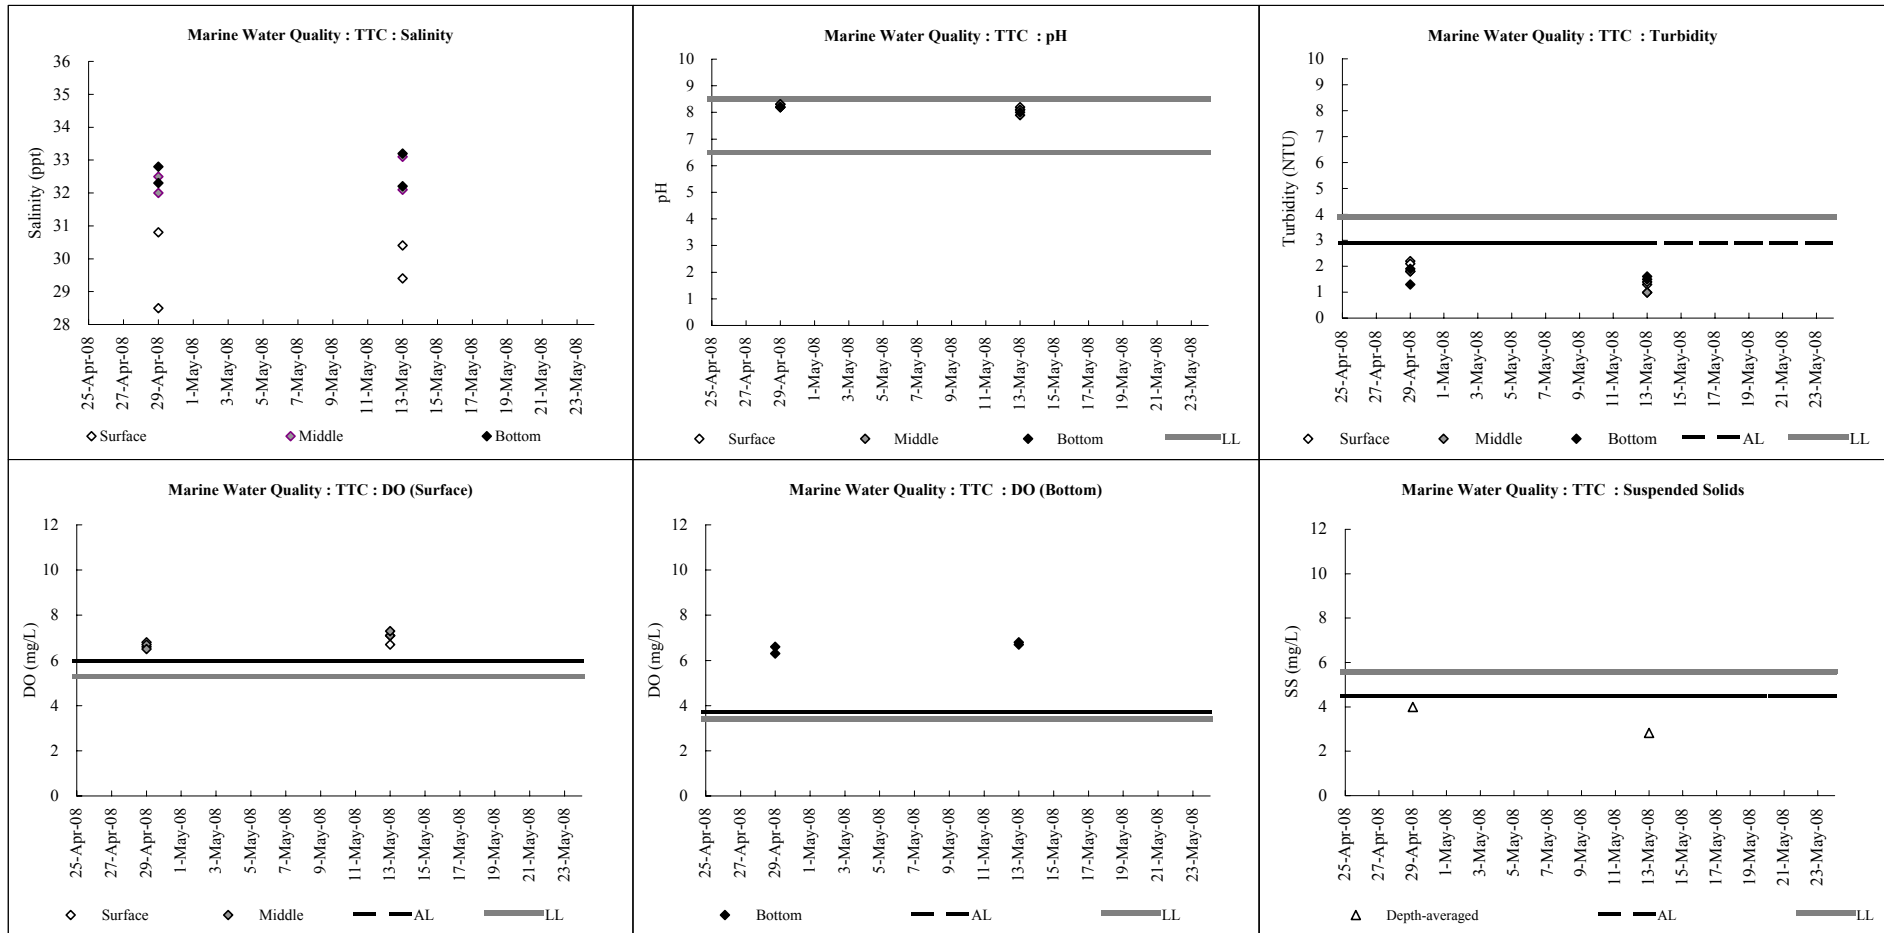 Marine Water Quality : TTC : Salinity
36
35
34
33
32
31
30
29
28
Salinity (ppt)
25-Apr-08
27-Apr-08
29-Apr-08
1-May-08
3-May-08
5-May-08
7-May-08
9-May-08
11-May-08
13-May-08
15-May-08
17-May-08
19-May-08
21-May-08
23-May-08
Surface Middle Bottom
Marine Water Quality : TTC : pH
10
9
8
7
6
5
4
3
2
1
0
pH
25-Apr-08
27-Apr-08
29-Apr-08
1-May-08
3-May-08
5-May-08
7-May-08
9-May-08
11-May-08
13-May-08
15-May-08
17-May-08
19-May-08
21-May-08
23-May-08
Surface Middle Bottom LL
Marine Water Quality : TTC : Turbidity
10
9
8
7
6
5
4
3
2
1
0
Turbidity (NTU)
25-Apr-08
27-Apr-08
29-Apr-08
1-May-08
3-May-08
5-May-08
7-May-08
9-May-08
11-May-08
13-May-08
15-May-08
17-May-08
19-May-08
21-May-08
23-May-08
Surface Middle Bottom AL LL
Marine Water Quality : TTC : DO (Surface)
12
10
8
6
4
2
0
DO (mg/L)
25-Apr-08
27-Apr-08
29-Apr-08
1-May-08
3-May-08
5-May-08
7-May-08
9-May-08
11-May-08
13-May-08
15-May-08
17-May-08
19-May-08
21-May-08
23-May-08
Surface Middle AL LL
Marine Water Quality : TTC : DO (Bottom)
12
10
8
6
4
2
0
DO (mg/L)
25-Apr-08
27-Apr-08
29-Apr-08
1-May-08
3-May-08
5-May-08
7-May-08
9-May-08
11-May-08
13-May-08
15-May-08
17-May-08
19-May-08
21-May-08
23-May-08
Bottom AL LL
Marine Water Quality : TTC : Suspended Solids
12
10
8
6
4
2
0
SS (mg/L)
25-Apr-08
27-Apr-08
29-Apr-08
1-May-08
3-May-08
5-May-08
7-May-08
9-May-08
11-May-08
13-May-08
15-May-08
17-May-08
19-May-08
21-May-08
23-May-08
Depth-averaged AL LL